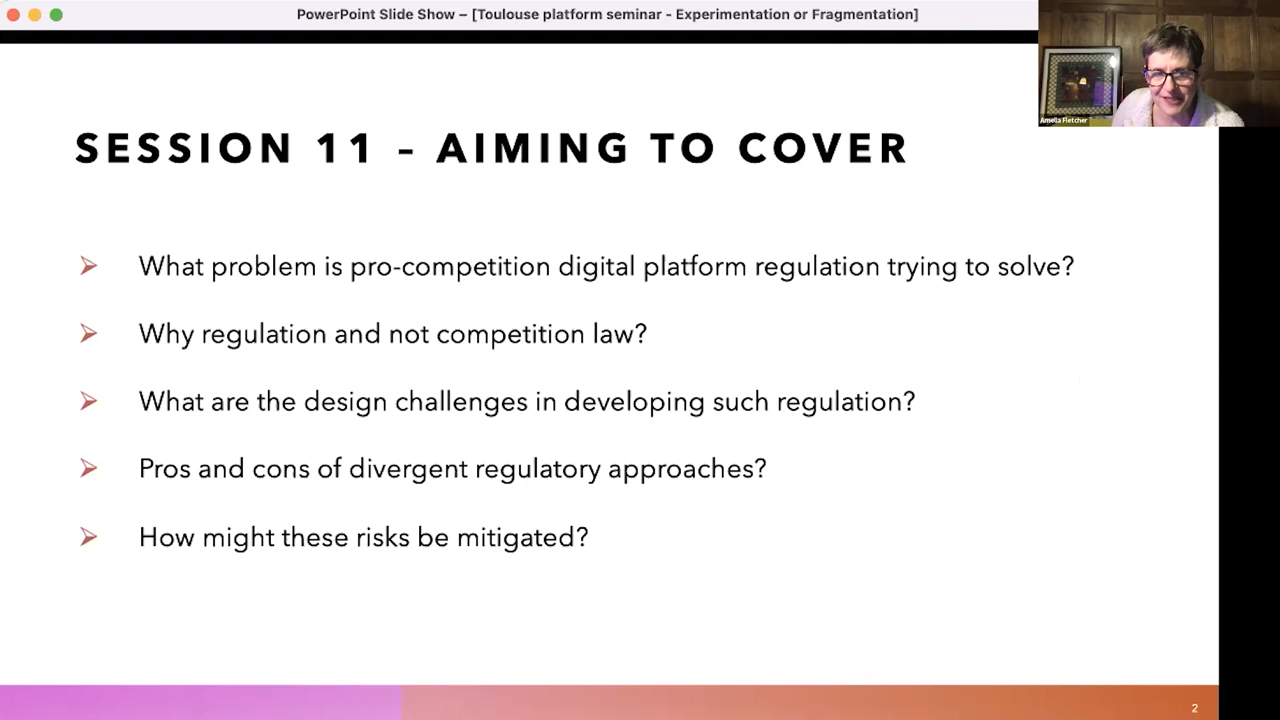 PowerPoint Slide Show – [Toulouse platform seminar - Experimentation or Fragmentation]
Amelia Fletcher
SESSION 11 – AIMING TO COVER
What problem is pro-competition digital platform regulation trying to solve?
Why regulation and not competition law?
What are the design challenges in developing such regulation?
Pros and cons of divergent regulatory approaches?
How might these risks be mitigated?
2